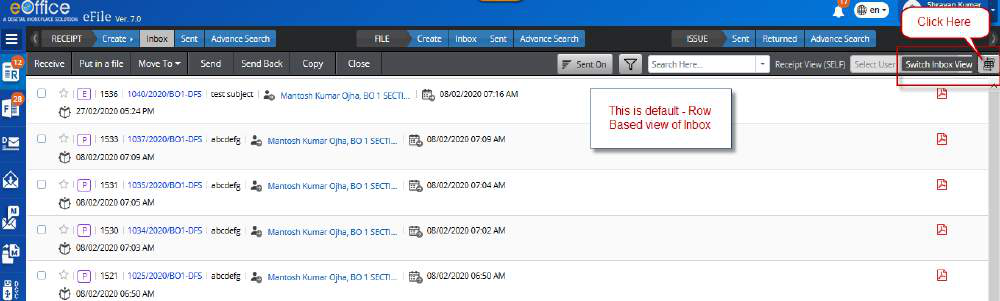 eOffice
A DIGITAL WORKPLACE SOLUTION
eFile Ver. 7.0
17
en
Shravan Kumar
Click Here
RECEIPT Create Inbox Sent Advance Search FILE Create Inbox Sent Advance Search ISSUE Sent Returned Advance Search
Receive Put in a file Move To Send Send Back Copy Close Sent On Search Here... Receipt View (SELF) Select User Switch Inbox View
12
R
28
F
D
M
M
DSC
E 1536 1040/2020/BO1-DFS test subject Mantosh Kumar Ojha, BO 1 SECTI... 08/02/2020 07:16 AM
27/02/2020 05:24 PM
This is default - Row
Based view of Inbox
P 1533 1037/2020/BO1-DFS abcdefg Mantosh Kumar Ojha, BO 1 SECTI... 08/02/2020 07:09 AM
08/02/2020 07:09 AM
P 1531 1035/2020/BO1-DFS abcdefg Mantosh Kumar Ojha, BO 1 SECTI... 08/02/2020 07:04 AM
08/02/2020 07:05 AM
P 1530 1034/2020/BO1-DFS abcdefg Mantosh Kumar Ojha, BO 1 SECTI... 08/02/2020 07:02 AM
08/02/2020 07:03 AM
P 1521 1025/2020/BO1-DFS abcdefg Mantosh Kumar Ojha, BO 1 SECTI... 08/02/2020 06:50 AM
08/02/2020 06:50 AM